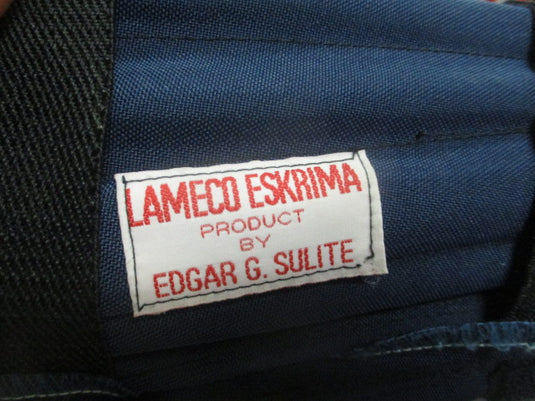 LAMECO ESKRIMA
PRODUCT
BY
EDGAR G. SULITE